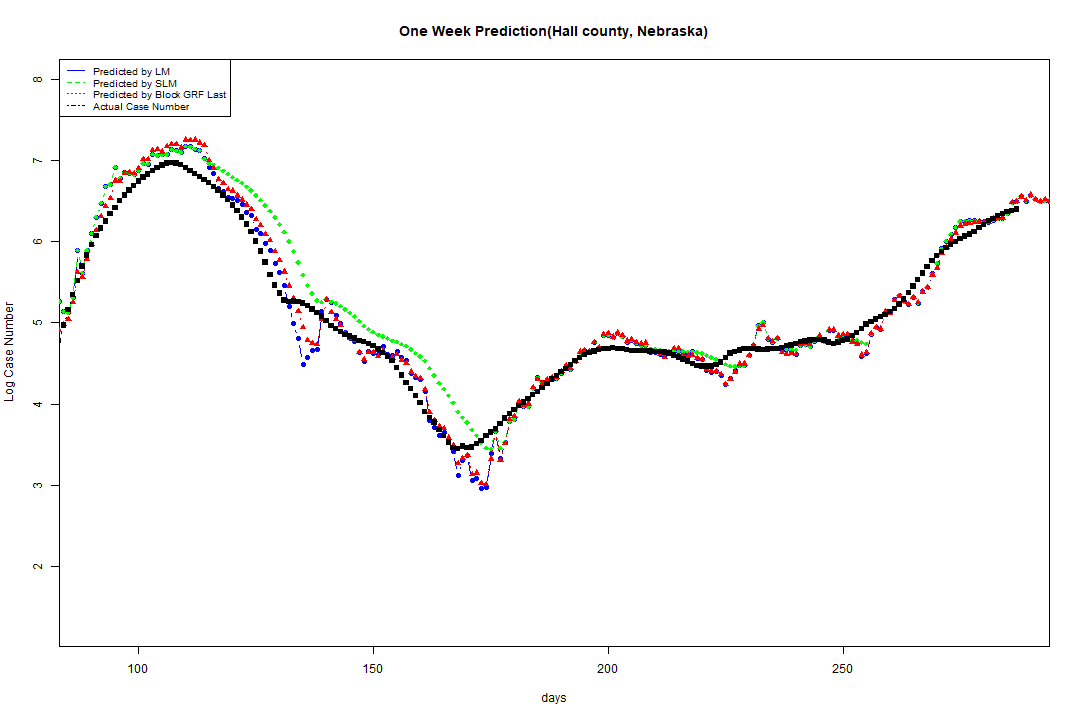 One Week Prediction(Hall county, Nebraska)
Predicted by LM
Predicted by SLM
Predicted by Block GRF Last
Actual Case Number
8
7
6
5
4
3
2
Log Case Number
100 150 200 250
days